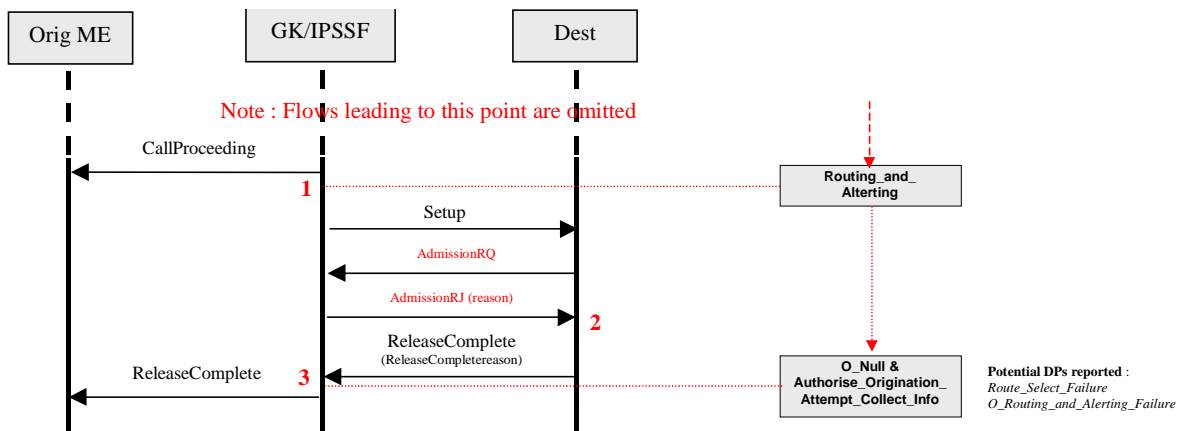 Orig ME
GK/IPSSF
Dest
Note : Flows leading to this point are omitted
CallProceeding
1
Routing_and_
Alterting
Setup
AdmissionRQ
AdmissionRJ (reason)
2
ReleaseComplete
(ReleaseCompletereason)
ReleaseComplete
3
O_Null &
Authorise_Origination_
Attempt_Collect_Info
Potential DPs reported :
Route_Select_Failure
O_Routing_and_Alerting_Failure